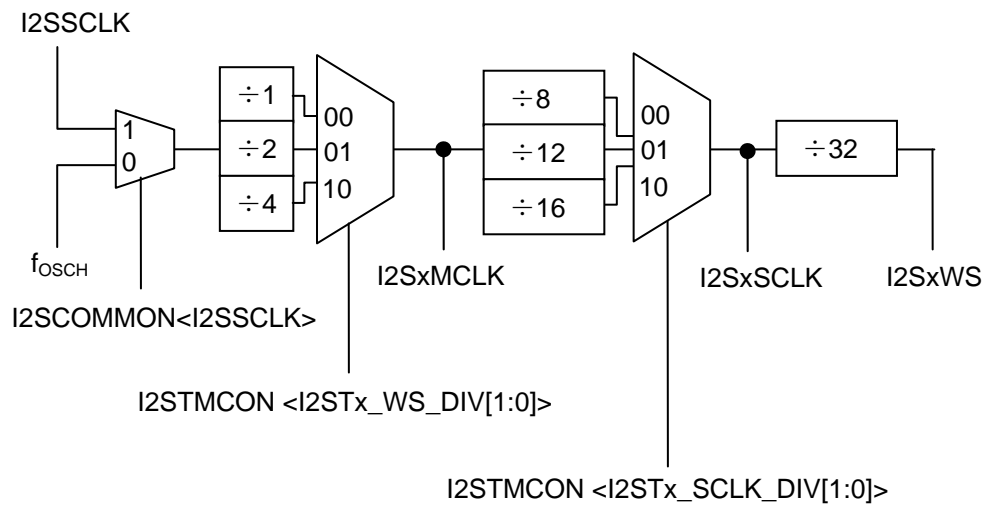 I2SSCLK
1
0
fOSCH
I2SCOMMON<I2SSCLK>
÷1
÷2
÷4
00
01
10
I2STMCON <I2STx_WS_DIV[1:0]>
I2SxMCLK
÷8
÷12
÷16
00
01
10
I2STMCON <I2STx_SCLK_DIV[1:0]>
I2SxSCLK
÷32
I2SxWS